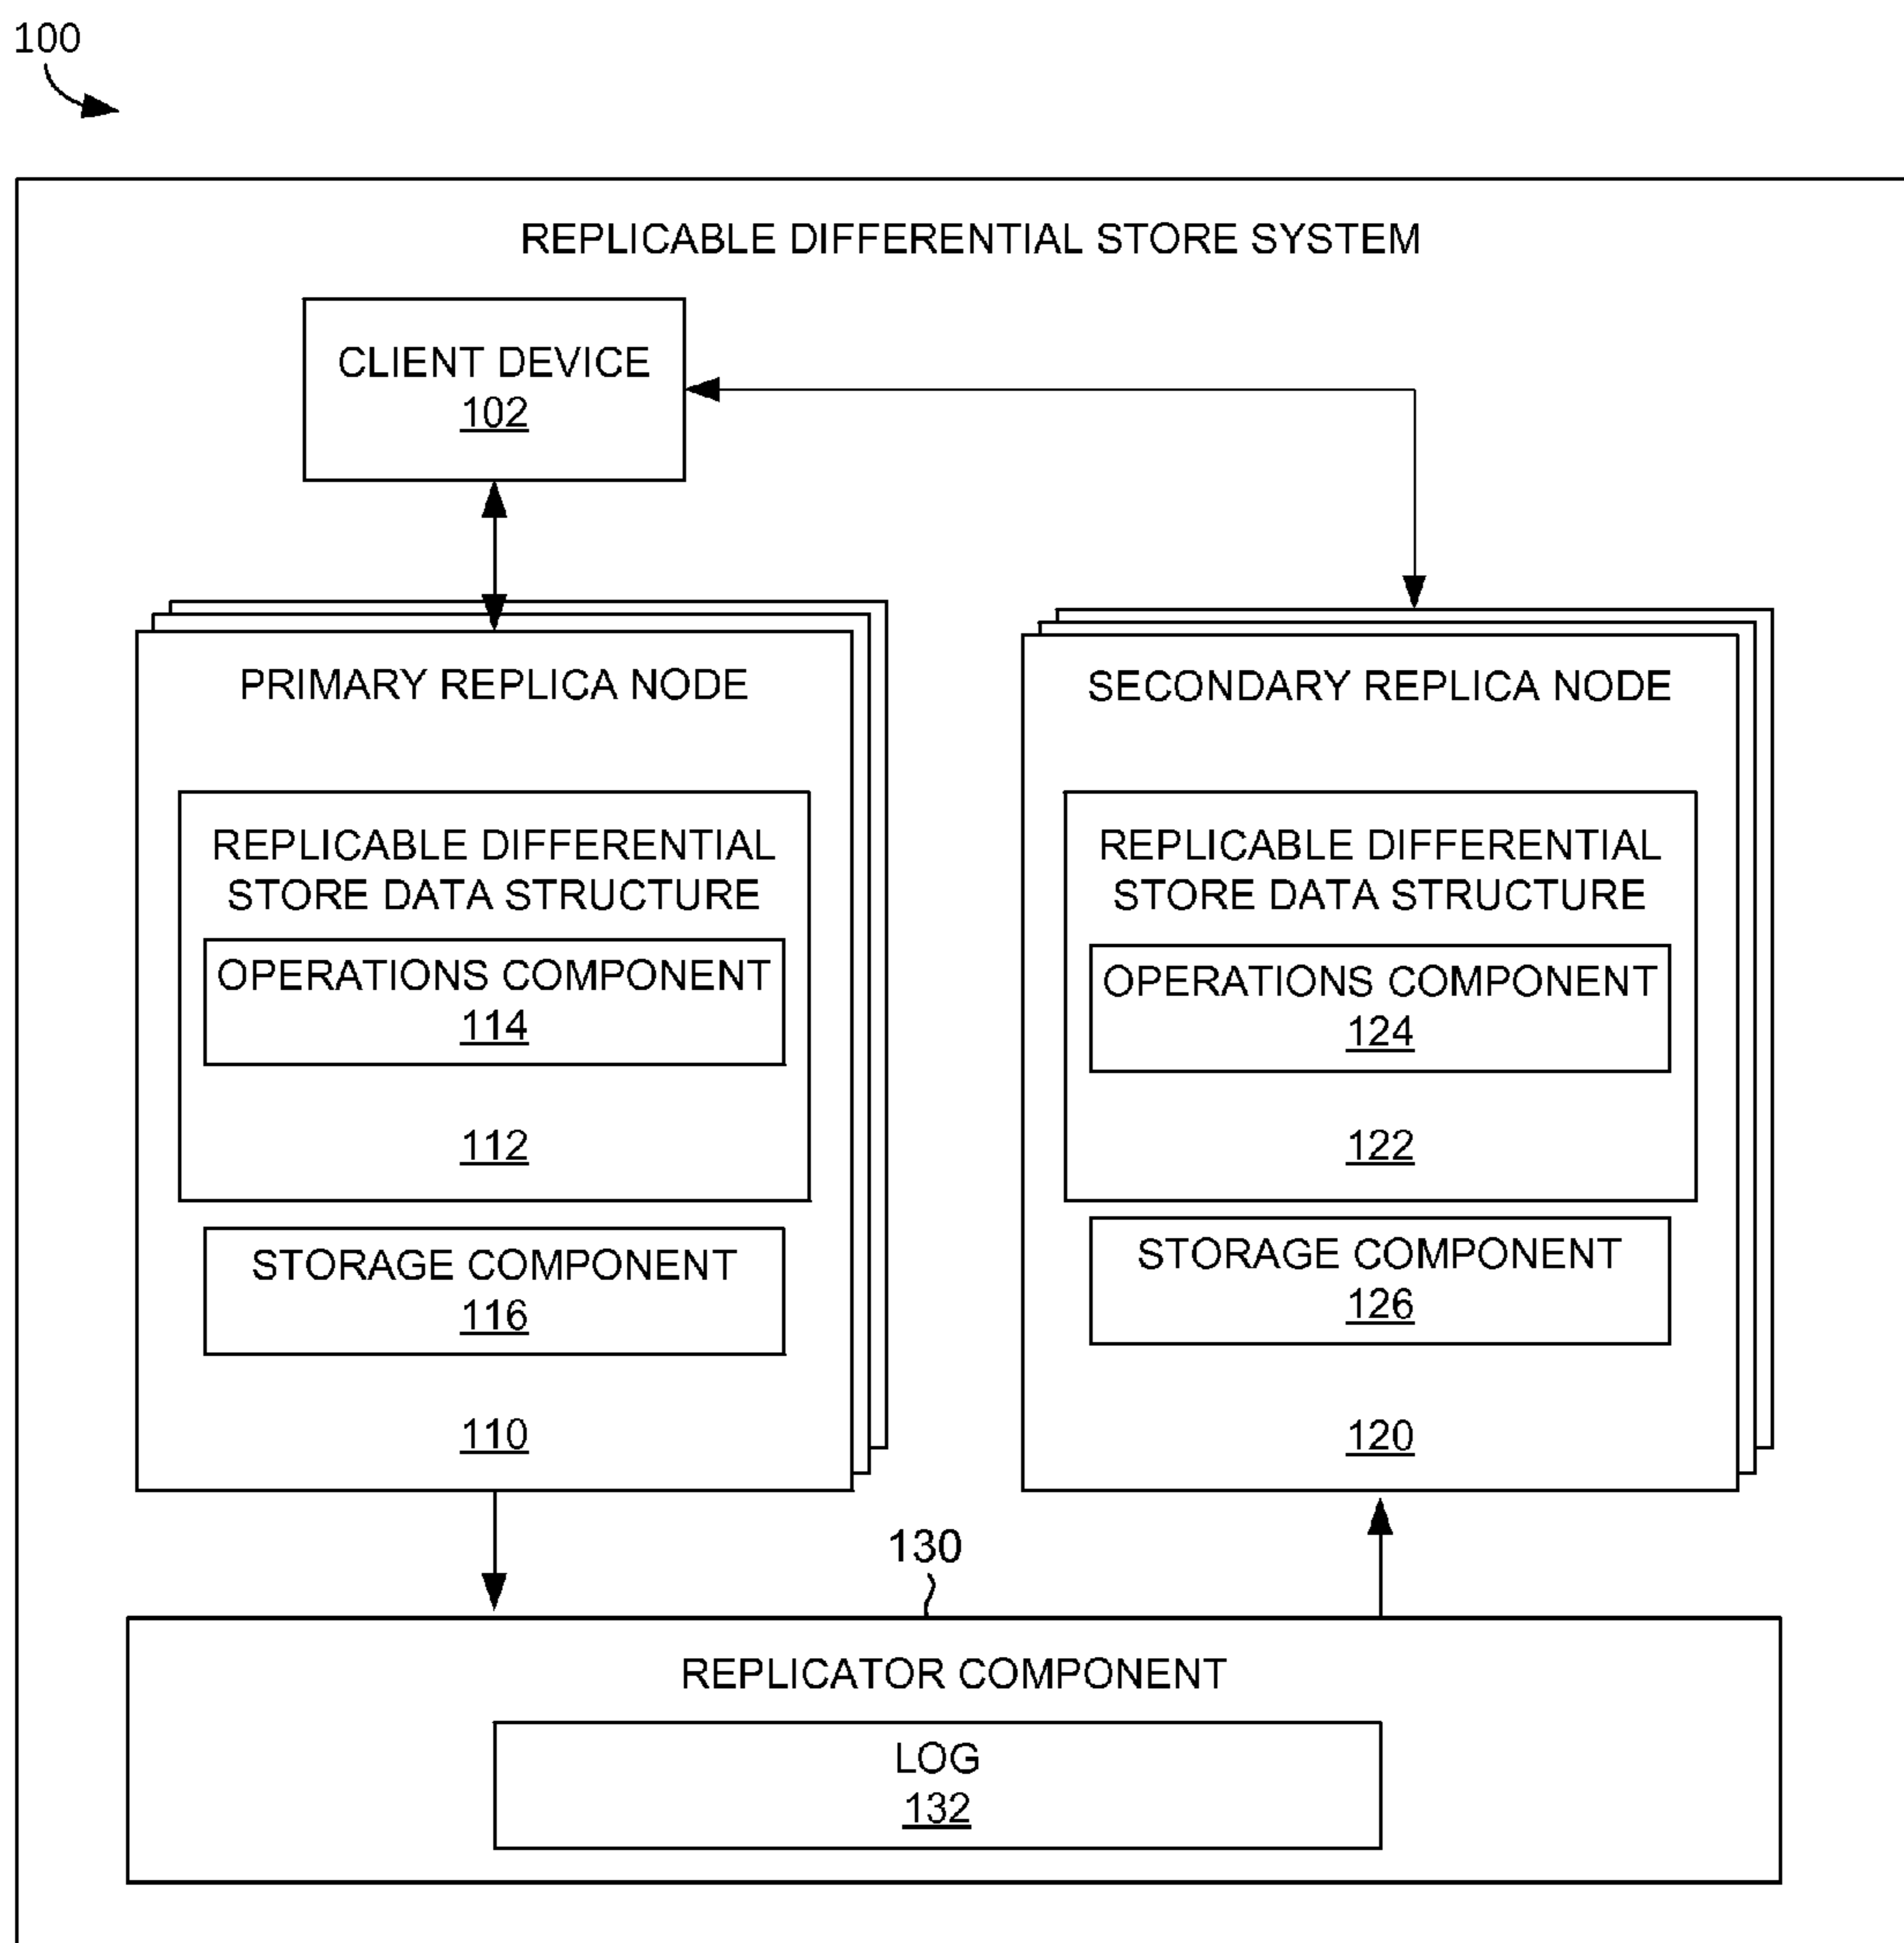 100
REPLICABLE DIFFERENTIAL STORE SYSTEM
CLIENT DEVICE
102
PRIMARY REPLICA NODE
REPLICABLE DIFFERENTIAL
STORE DATA STRUCTURE
OPERATIONS COMPONENT
114
112
STORAGE COMPONENT
116
110
SECONDARY REPLICA NODE
REPLICABLE DIFFERENTIAL
STORE DATA STRUCTURE
OPERATIONS COMPONENT
124
122
STORAGE COMPONENT
126
120
130
REPLICATOR COMPONENT
LOG
132